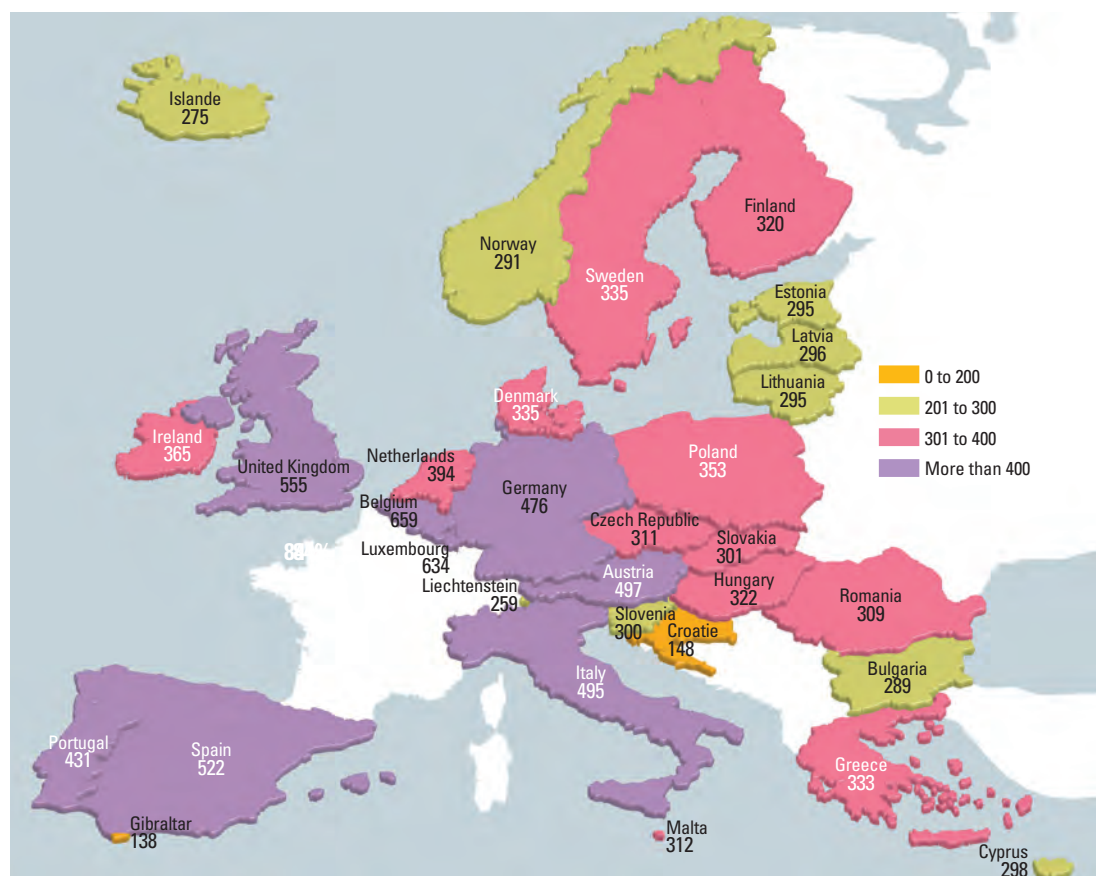 Islande
275
Norway
291
Sweden
335
Finland
320
Estonia
295
Latvia
296
Lithuania
295
0 to 200
201 to 300
301 to 400
More than 400
Denmark
335
Ireland
365
United Kingdom
555
Netherlands
394
Belgium
659
Luxembourg
634
Liechtenstein
259
Germany
476
Poland
353
Czech Republic
311
Slovakia
301
Austria
497
Hungary
322
Romania
309
Slovenia
300
Croatie
148
Bulgaria
289
Italy
495
Portugal
431
Spain
522
Gibraltar
138
Malta
312
Greece
333
Cyprus
298